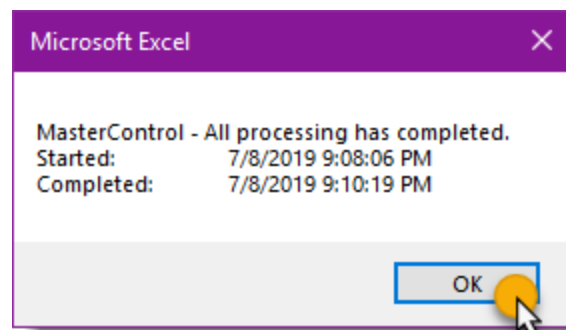 Microsoft Excel
MasterControl - All processing has completed.
Started: 7/8/2019 9:08:06 PM
Completed: 7/8/2019 9:10:19 PM
OK